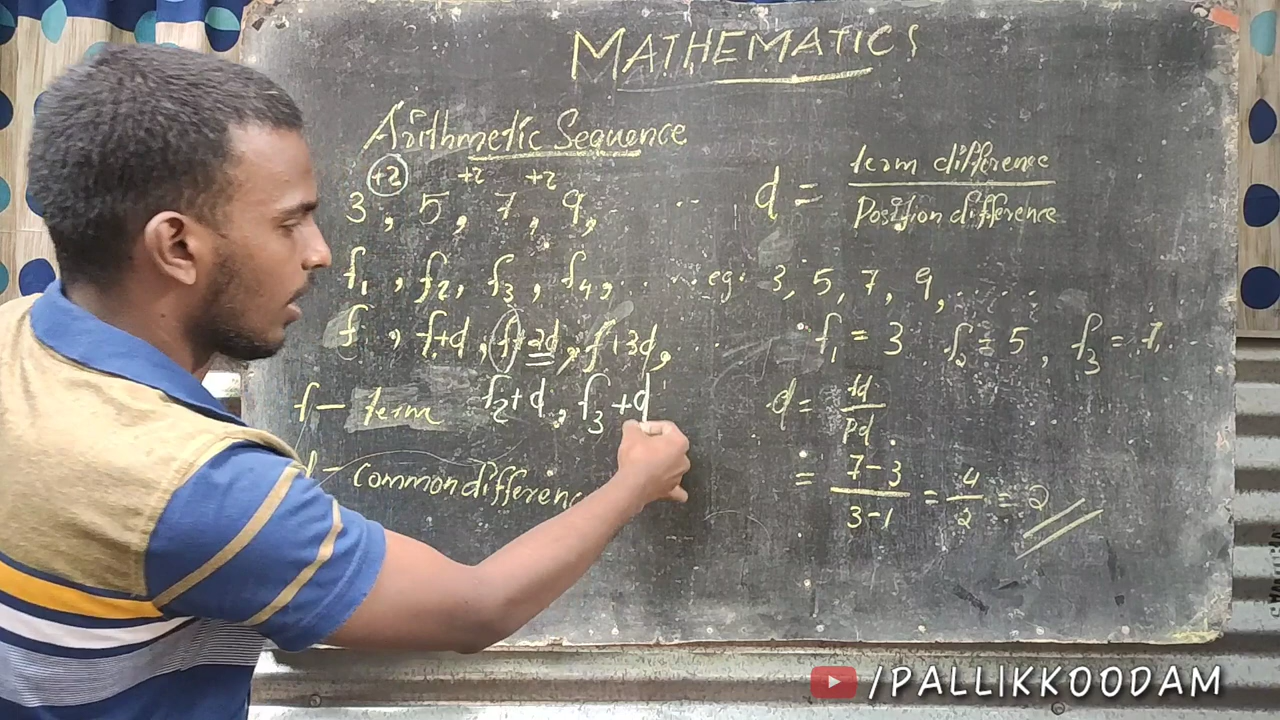 MATHEMATICS
Arithmetic Sequence
+2 +2 +2
3, 5, 7, 9, ....
f1, f2, f3, f4, ....
f, f+d, f+2d, f+3d, ....
f2+d, f3+d
f – term
d – common differenc
d = term difference / Position difference
eg: 3, 5, 7, 9, ....
f1 = 3 f2 = 5, f3 = 7 ...
d = td / pd.
= 7-3 / 3-1 = 4 / 2 = 2
/PALLIKKOODAM